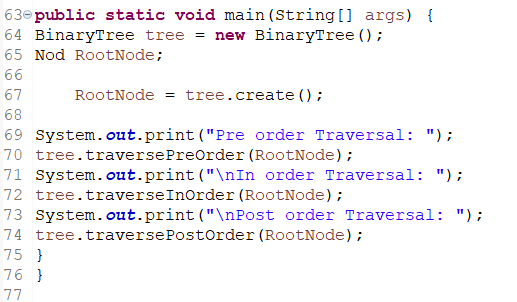 63 public static void main(String[] args) {
64 BinaryTree tree = new BinaryTree();
65 Nod RootNode;
66
67     RootNode = tree.create();
68
69 System.out.print("Pre order Traversal: ");
70 tree.traversePreOrder(RootNode);
71 System.out.print("\nIn order Traversal: ");
72 tree.traverseInOrder(RootNode);
73 System.out.print("\nPost order Traversal: ");
74 tree.traversePostOrder(RootNode);
75 }
76 }
77